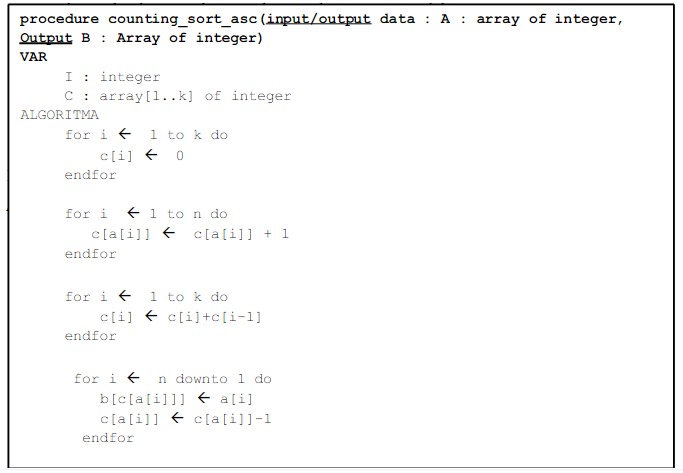 procedure counting_sort_asc(input/output data : A : array of integer,
Output B : Array of integer)
VAR
I : integer
C : array[1..k] of integer
ALGORITMA
for i ← 1 to k do
c[i] ← 0
endfor
for i ← 1 to n do
c[a[i]] ← c[a[i]] + 1
endfor
for i ← 1 to k do
c[i] ← c[i]+c[i-1]
endfor
for i ← n downto 1 do
b[c[a[i]]] ← a[i]
c[a[i]] ← c[a[i]]-1
endfor